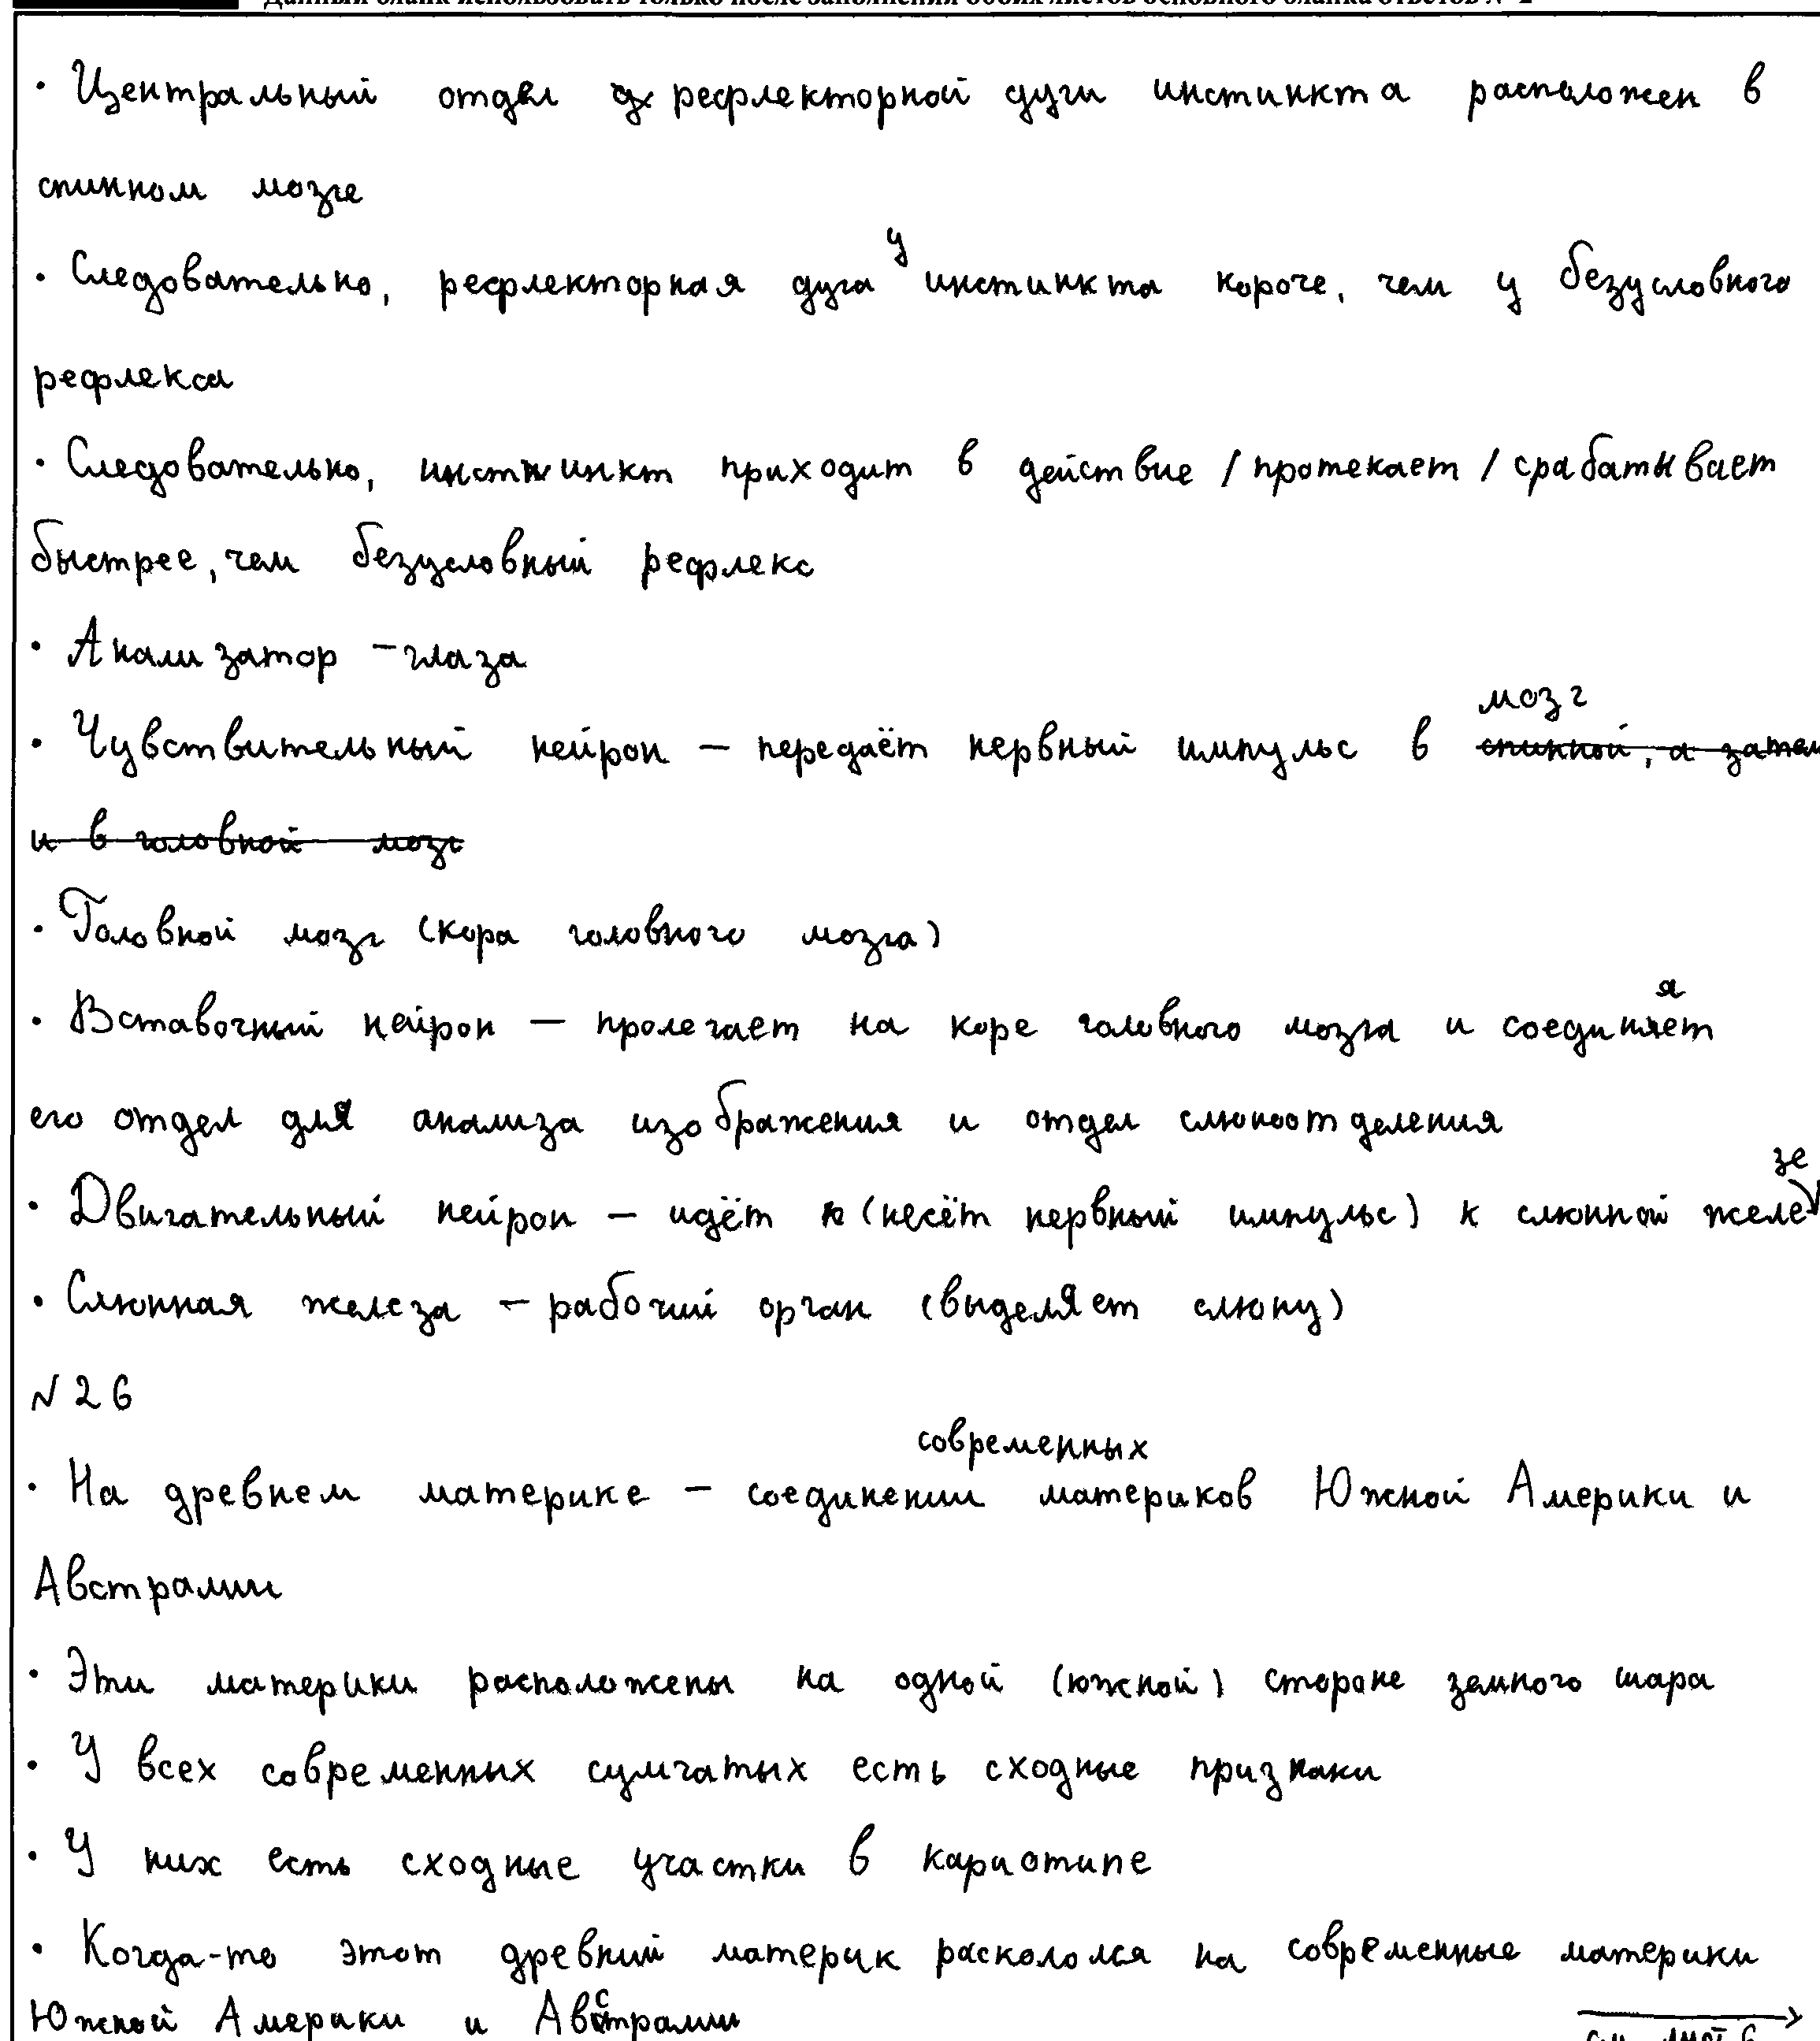 Данный бланк использовать только после заполнения обоих листов основного бланка ответов № 2
· Центральный отдел рефлекторной дуги инстинкта расположен в
спинном мозге
· Следовательно, рефлекторная дуга у инстинкта короче, чем у безусловного
рефлекса
· Следовательно, инстинкт приходит в действие / протекает / срабатывает
быстрее, чем безусловный рефлекс
· Анализатор – глаза
мозг
· Чувствительный нейрон – передаёт нервный импульс в спинной, а затем
и в головной мозг
· Головной мозг (кора головного мозга)
· Вставочный нейрон – пролегает на коре головного мозга и соединяет
его отдел для анализа изображения и отдел слюноотделения
· Двигательный нейрон – идёт к (несёт нервный импульс) к слюнной железе
· Слюнная железа – рабочий орган (выделяет слюну)
№ 26
современных
· На древнем материке – соединении материков Южной Америки и
Австралии
· Эти материки расположены на одной (южной) стороне земного шара
· У всех современных сумчатых есть сходные признаки
· У них есть сходные участки в кариотипе
· Когда-то этот древний материк раскололся на современные материки
Южной Америки и Австралии
см. лист 6